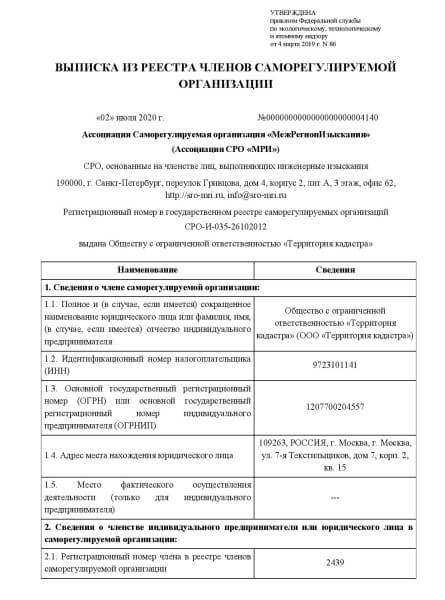 УТВЕРЖДЕНА
приказом Федеральной службы
по экологическому, технологическому
и атомному надзору
от 4 марта 2019 г. N 86
ВЫПИСКА ИЗ РЕЕСТРА ЧЛЕНОВ САМОРЕГУЛИРУЕМОЙ
ОРГАНИЗАЦИИ
«02» июля 2020 г. №0000000000000000000004140
Ассоциация Саморегулируемая организация «МежРегионИзыскания»
(Ассоциация СРО «МРИ»)
СРО, основанные на членстве лиц, выполняющих инженерные изыскания
190000, г. Санкт-Петербург, переулок Гривцова, дом 4, корпус 2, лит А, 3 этаж, офис 62,
http://sro-mri.ru, info@sro-mri.ru
Регистрационный номер в государственном реестре саморегулируемых организаций
СРО-И-035-26102012
выдана Обществу с ограниченной ответственностью «Территория кадастра»
Наименование Сведения
1. Сведения о члене саморегулируемой организации:
1.1. Полное и (в случае, если имеется) сокращенное
наименование юридического лица или фамилия, имя,
(в случае, если имеется) отчество индивидуального
предпринимателя
Общество с ограниченной
ответственностью «Территория
кадастра» (ООО «Территория кадастра»)
1.2. Идентификационный номер налогоплательщика
(ИНН)
9723101141
1.3. Основной государственный регистрационный
номер (ОГРН) или основной государственный
регистрационный номер индивидуального
предпринимателя (ОГРНИП)
1207700204557
1.4. Адрес места нахождения юридического лица
109263, РОССИЯ, г. Москва, г. Москва,
ул. 7-я Текстильщиков, дом 7, корп. 2,
кв. 15
1.5. Место фактического осуществления
деятельности (только для индивидуального
предпринимателя)
---
2. Сведения о членстве индивидуального предпринимателя или юридического лица в
саморегулируемой организации:
2.1. Регистрационный номер члена в реестре членов
саморегулируемой организации
2439